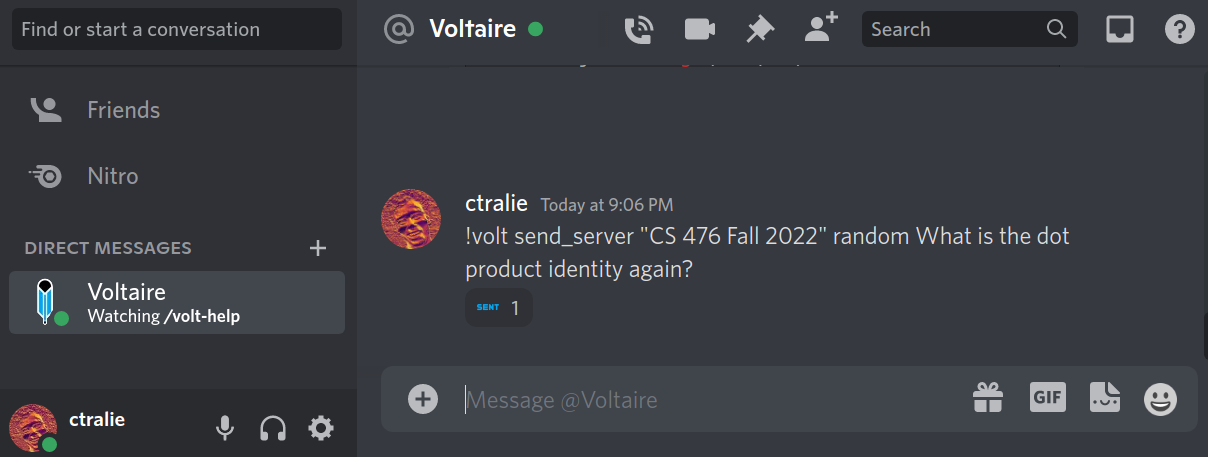 Find or start a conversation
Friends
Nitro
DIRECT MESSAGES
Voltaire
Watching /volt-help
ctralie
Voltaire
Search
ctralie Today at 9:06 PM
!volt send_server "CS 476 Fall 2022" random What is the dot
product identity again?
SENT 1
Message @Voltaire
GIF